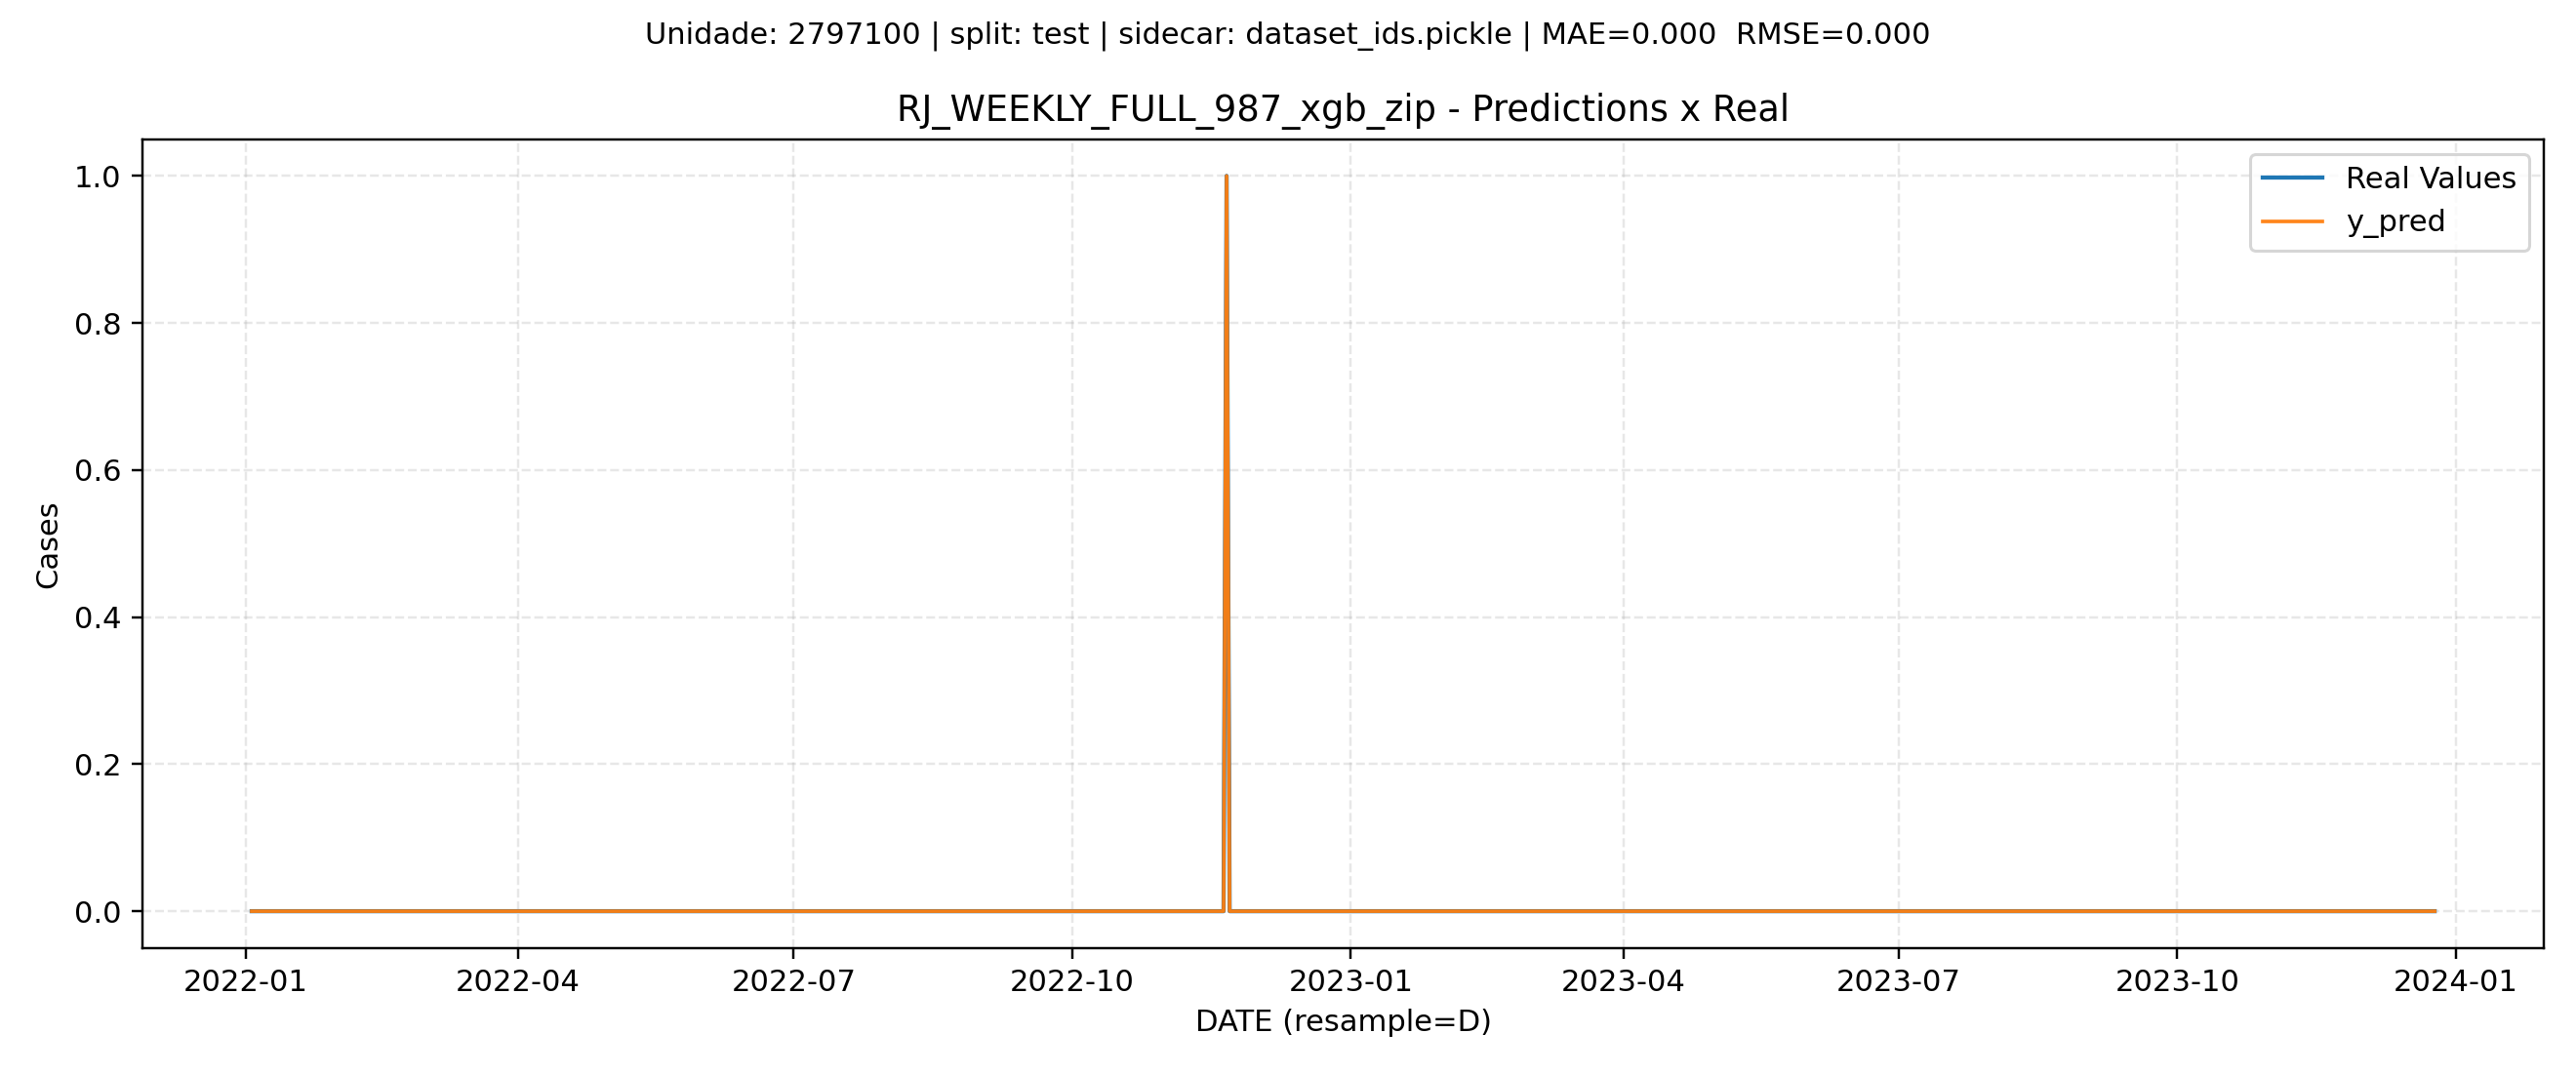 Unidade: 2797100 | split: test | sidecar: dataset_ids.pickle | MAE=0.000  RMSE=0.000
RJ_WEEKLY_FULL_987_xgb_zip - Predictions x Real
Real Values
y_pred
1.0
0.8
0.6
0.4
0.2
0.0
Cases
2022-01
2022-04
2022-07
2022-10
2023-01
2023-04
2023-07
2023-10
2024-01
DATE (resample=D)